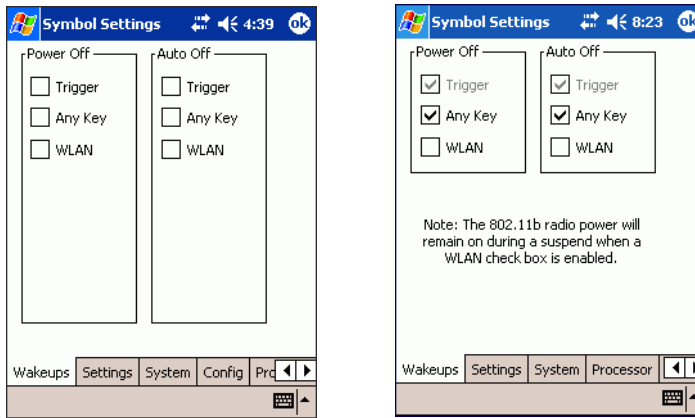 Symbol Settings 4:39 ok
Power Off Auto Off
Trigger Trigger
Any Key Any Key
WLAN WLAN
Wakeups Settings System Config
Symbol Settings 8:23 ok
Power Off Auto Off
Trigger Trigger
Any Key Any Key
WLAN WLAN
Note: The 802.11b radio power will
remain on during a suspend when a
WLAN check box is enabled.
Wakeups Settings System Processor